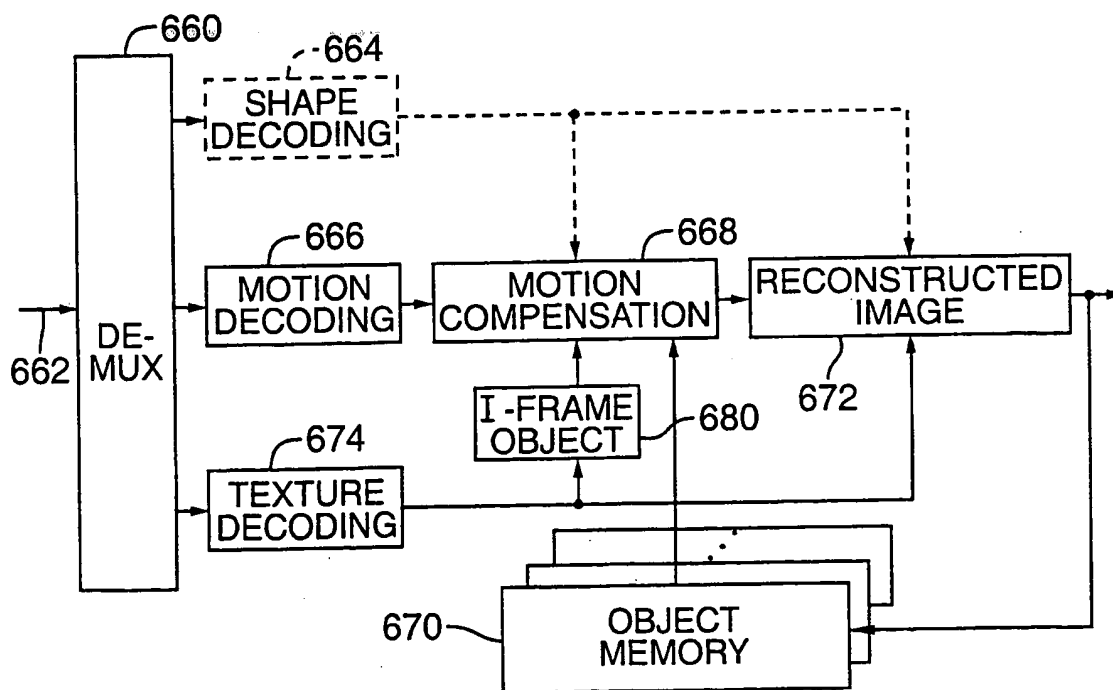 660
664
SHAPE
DECODING
666
MOTION
DECODING
668
MOTION
COMPENSATION
RECONSTRUCTED
IMAGE
672
662
DE-
MUX
I-FRAME
OBJECT
680
674
TEXTURE
DECODING
670
OBJECT
MEMORY